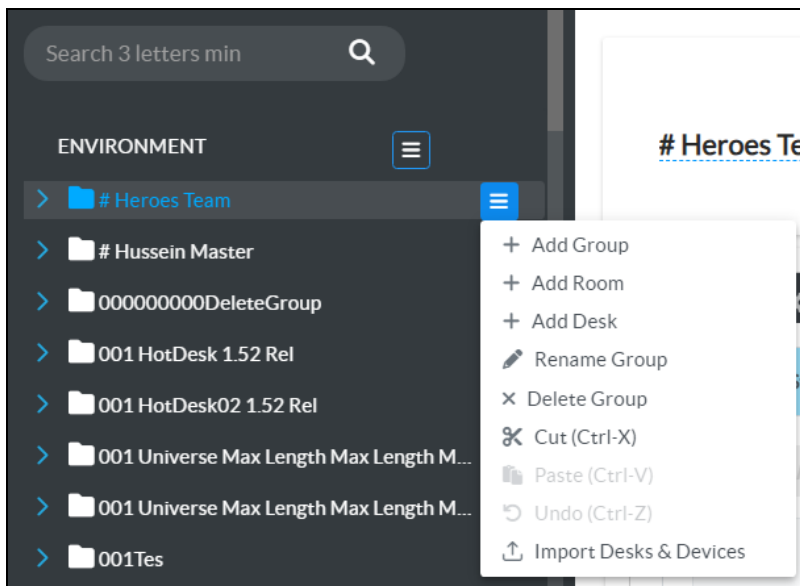 Search 3 letters min
ENVIRONMENT
# Heroes Team
# Heroes Te
# Hussein Master
000000000DeleteGroup
001 HotDesk 1.52 Rel
001 HotDesk02 1.52 Rel
001 Universe Max Length Max Length M...
001 Universe Max Length Max Length M...
001Tes
Add Group
Add Room
Add Desk
Rename Group
Delete Group
Cut (Ctrl-X)
Paste (Ctrl-V)
Undo (Ctrl-Z)
Import Desks & Devices